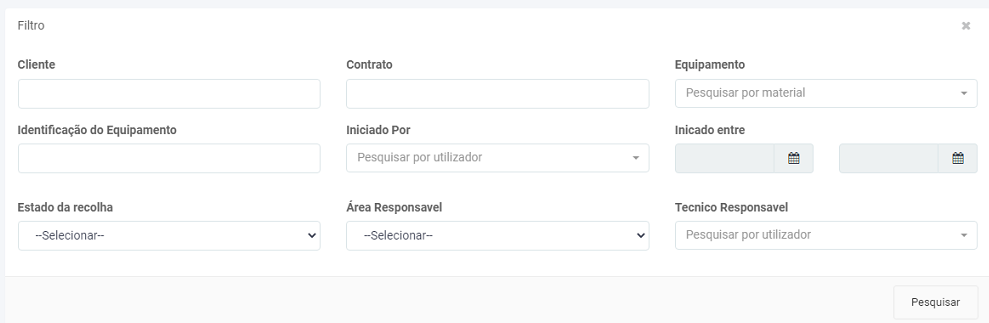 Filtro
Cliente Contrato Equipamento
Pesquisar por material
Identificação do Equipamento Iniciado Por Inicado entre
Pesquisar por utilizador
Estado da recolha Área Responsavel Tecnico Responsavel
--Selecionar-- --Selecionar-- Pesquisar por utilizador
Pesquisar